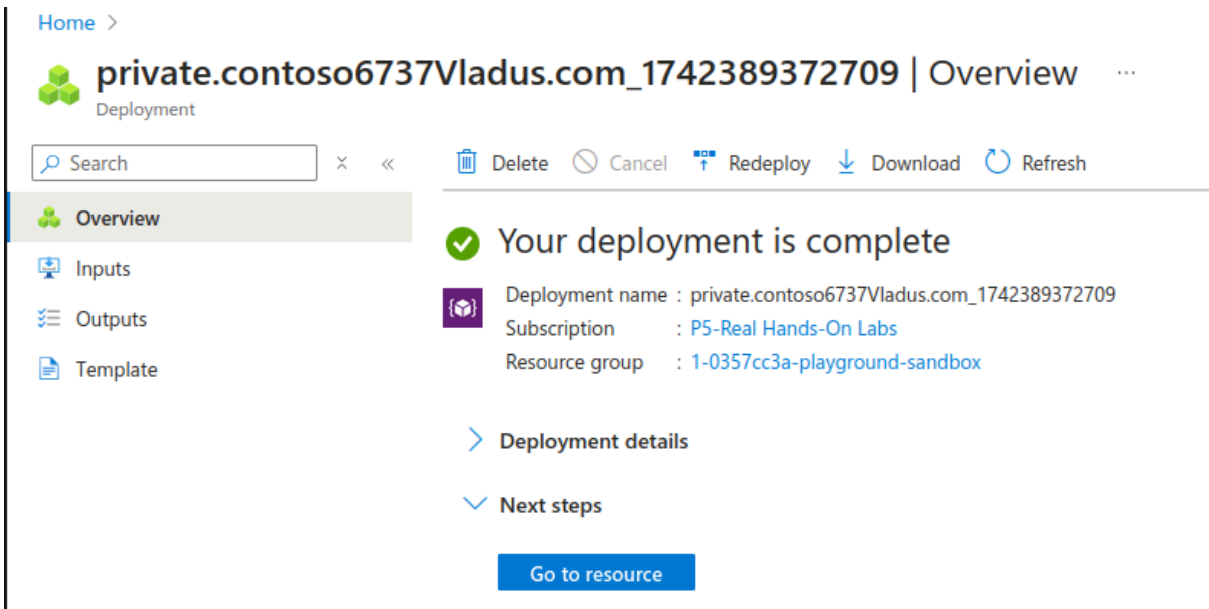 Home >
private.contoso6737Vladus.com_1742389372709 | Overview ...
Deployment
Search
Delete Cancel Redeploy Download Refresh
Overview
Inputs
Outputs
Template
Your deployment is complete
Deployment name : private.contoso6737Vladus.com_1742389372709
Subscription : P5-Real Hands-On Labs
Resource group : 1-0357cc3a-playground-sandbox
Deployment details
Next steps
Go to resource